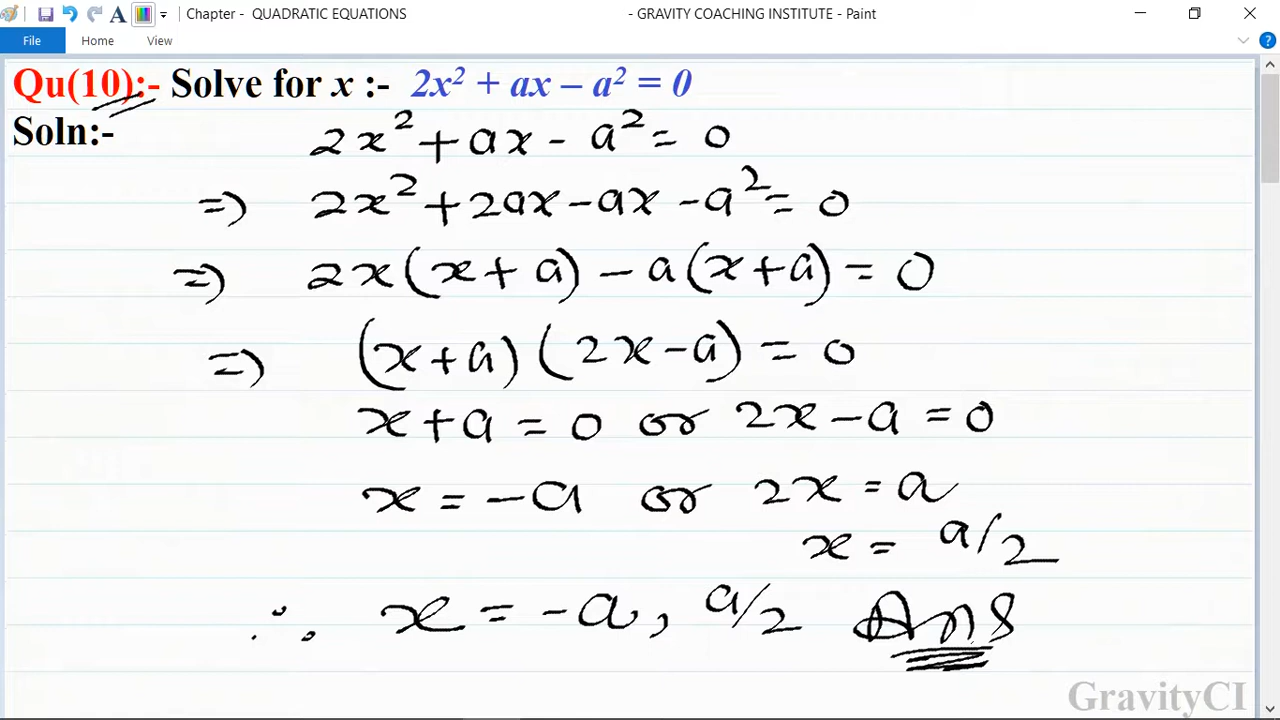 Chapter - QUADRATIC EQUATIONS - GRAVITY COACHING INSTITUTE - Paint
File Home View
Qu(10):- Solve for x :- 2x² + ax – a² = 0
Soln:-
2x² + ax - a² = 0
=> 2x² + 2ax - ax - a² = 0
=> 2x(x+a) - a(x+a) = 0
=> (x+a)(2x-a) = 0
x+a = 0 or 2x-a = 0
x = -a or 2x = a
x = a/2
∴ x = -a, a/2 Ans
GravityCI